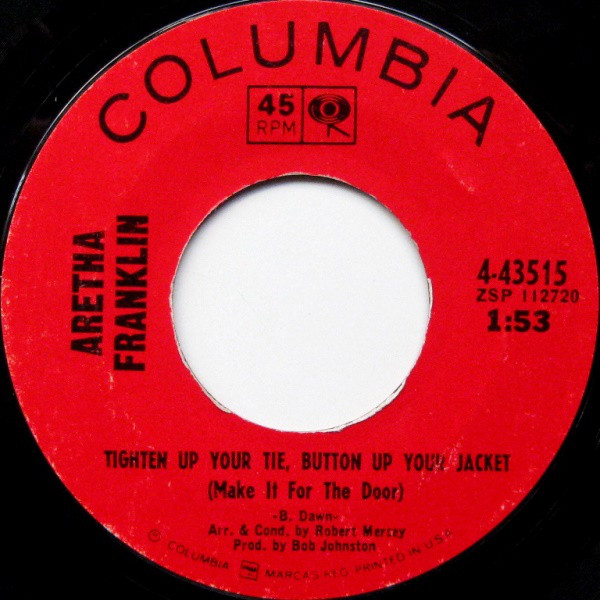 COLUMBIA
45
RPM
ARETHA
FRANKLIN
4-43515
ZSP 112720
1:53
TIGHTEN UP YOUR TIE, BUTTON UP YOUR JACKET
(Make It For The Door)
-B. Dawn-
Arr. & Cond. by Robert Mersey
Prod. by Bob Johnston
© COLUMBIA MARCAS REG. PRINTED IN U.S.A.